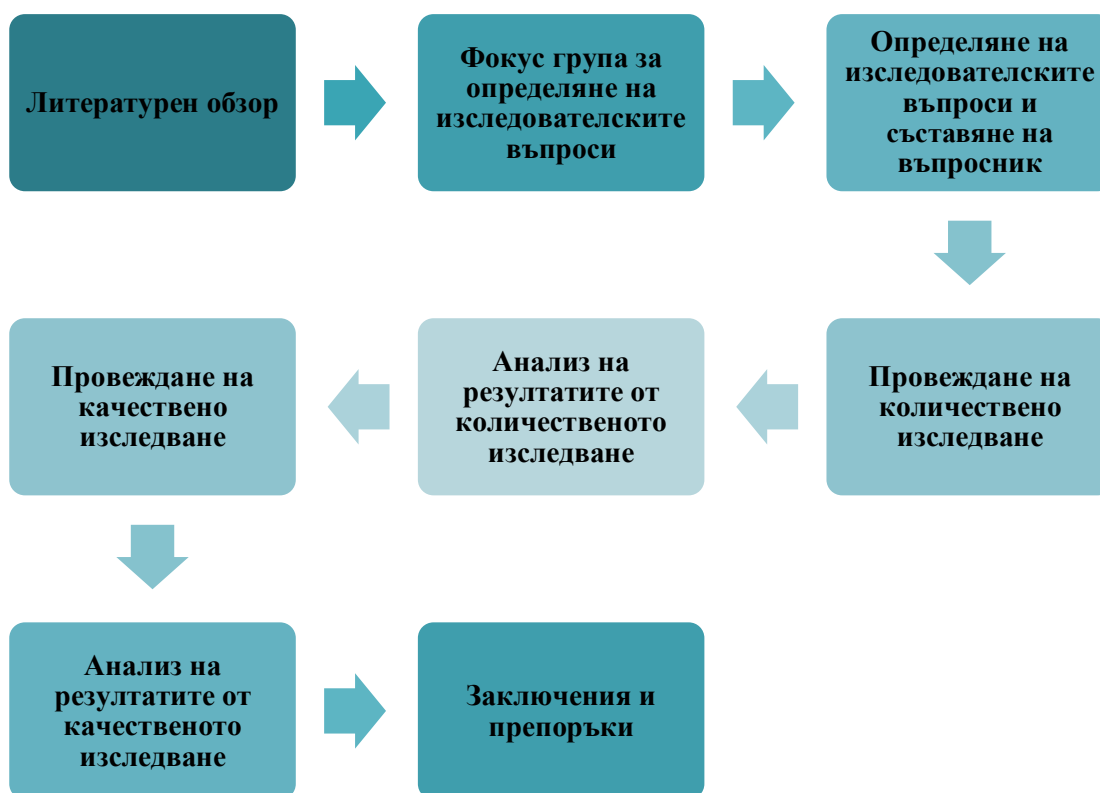 Литературен обзор
Фокус група за
определяне на
изследователските
въпроси
Определяне на
изследователските
въпроси и
съставяне на
въпросник
Провеждане на
количествено
изследване
Анализ на
резултатите от
количественото
изследване
Провеждане на
качествено
изследване
Анализ на
резултатите от
качественото
изследване
Заключения и
препоръки